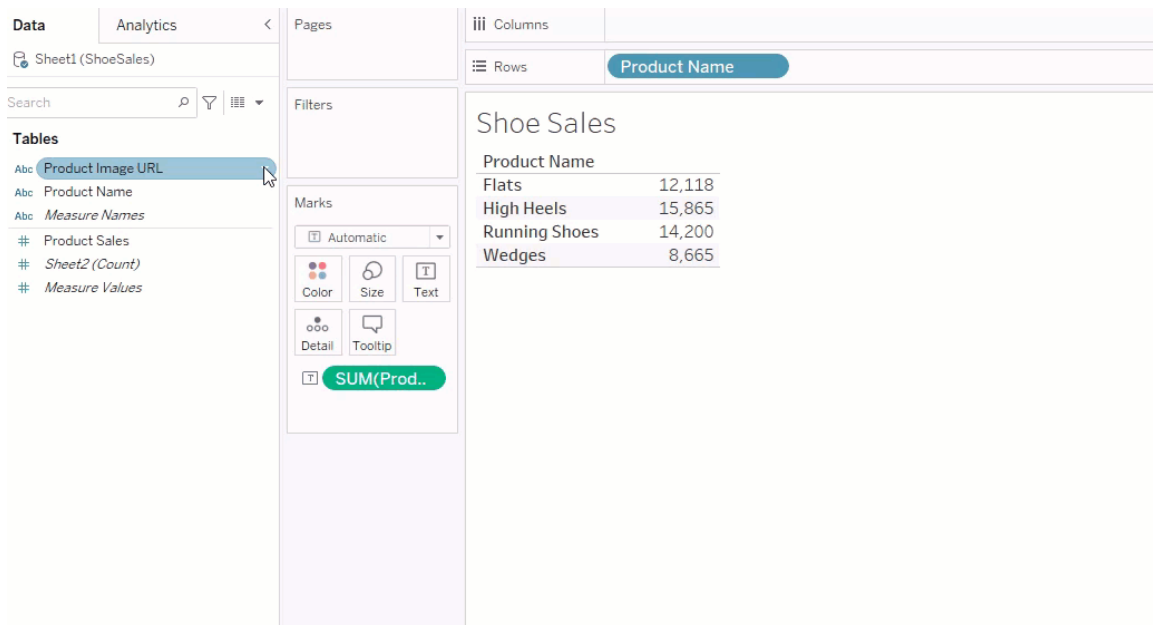 Data Analytics
Sheet1 (ShoeSales)
Search
Tables
Abc Product Image URL
Abc Product Name
Abc Measure Names
# Product Sales
# Sheet2 (Count)
# Measure Values
Pages
Filters
Marks
T Automatic
Color Size T Text
Detail Tooltip
T SUM(Prod..
Columns
Rows Product Name
Shoe Sales
Product Name
Flats 12,118
High Heels 15,865
Running Shoes 14,200
Wedges 8,665